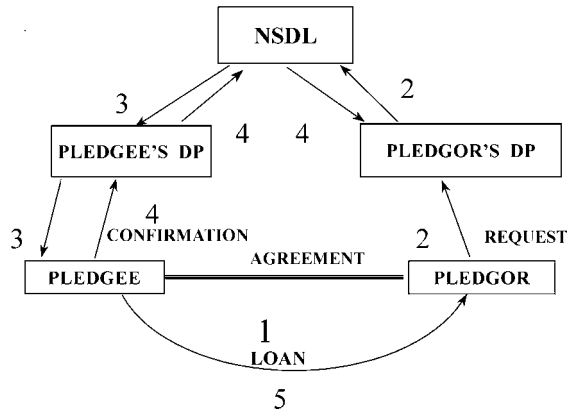 NSDL
3
2
4
4
PLEDGEE'S DP
PLEDGOR'S DP
4
3
CONFIRMATION
2
REQUEST
AGREEMENT
PLEDGEE
PLEDGOR
1
LOAN
5